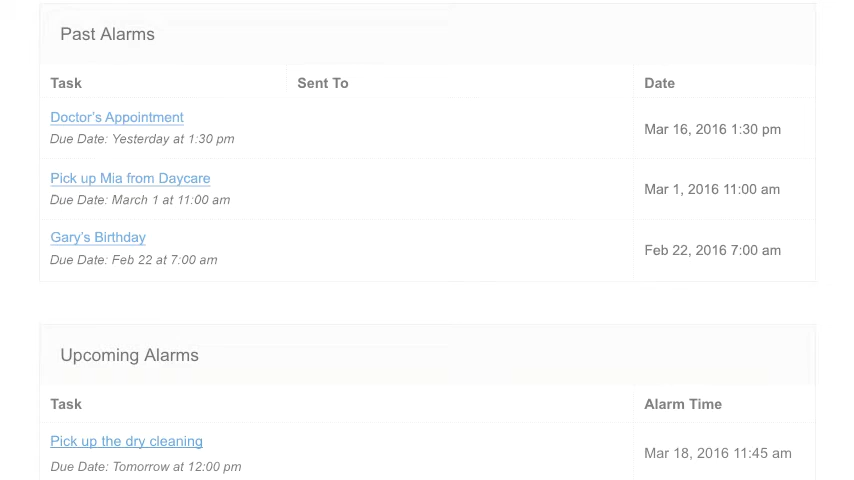 Past Alarms
Task Sent To Date
Doctor's Appointment
Due Date: Yesterday at 1:30 pm
Mar 16, 2016 1:30 pm
Pick up Mia from Daycare
Due Date: March 1 at 11:00 am
Mar 1, 2016 11:00 am
Gary's Birthday
Due Date: Feb 22 at 7:00 am
Feb 22, 2016 7:00 am
Upcoming Alarms
Task Alarm Time
Pick up the dry cleaning
Due Date: Tomorrow at 12:00 pm
Mar 18, 2016 11:45 am